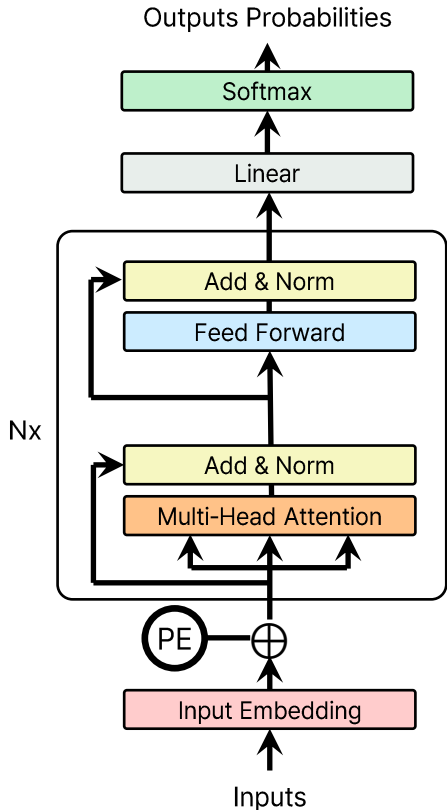 Outputs Probabilities
Softmax
Linear
Add & Norm
Feed Forward
Nx
Add & Norm
Multi-Head Attention
PE
Input Embedding
Inputs